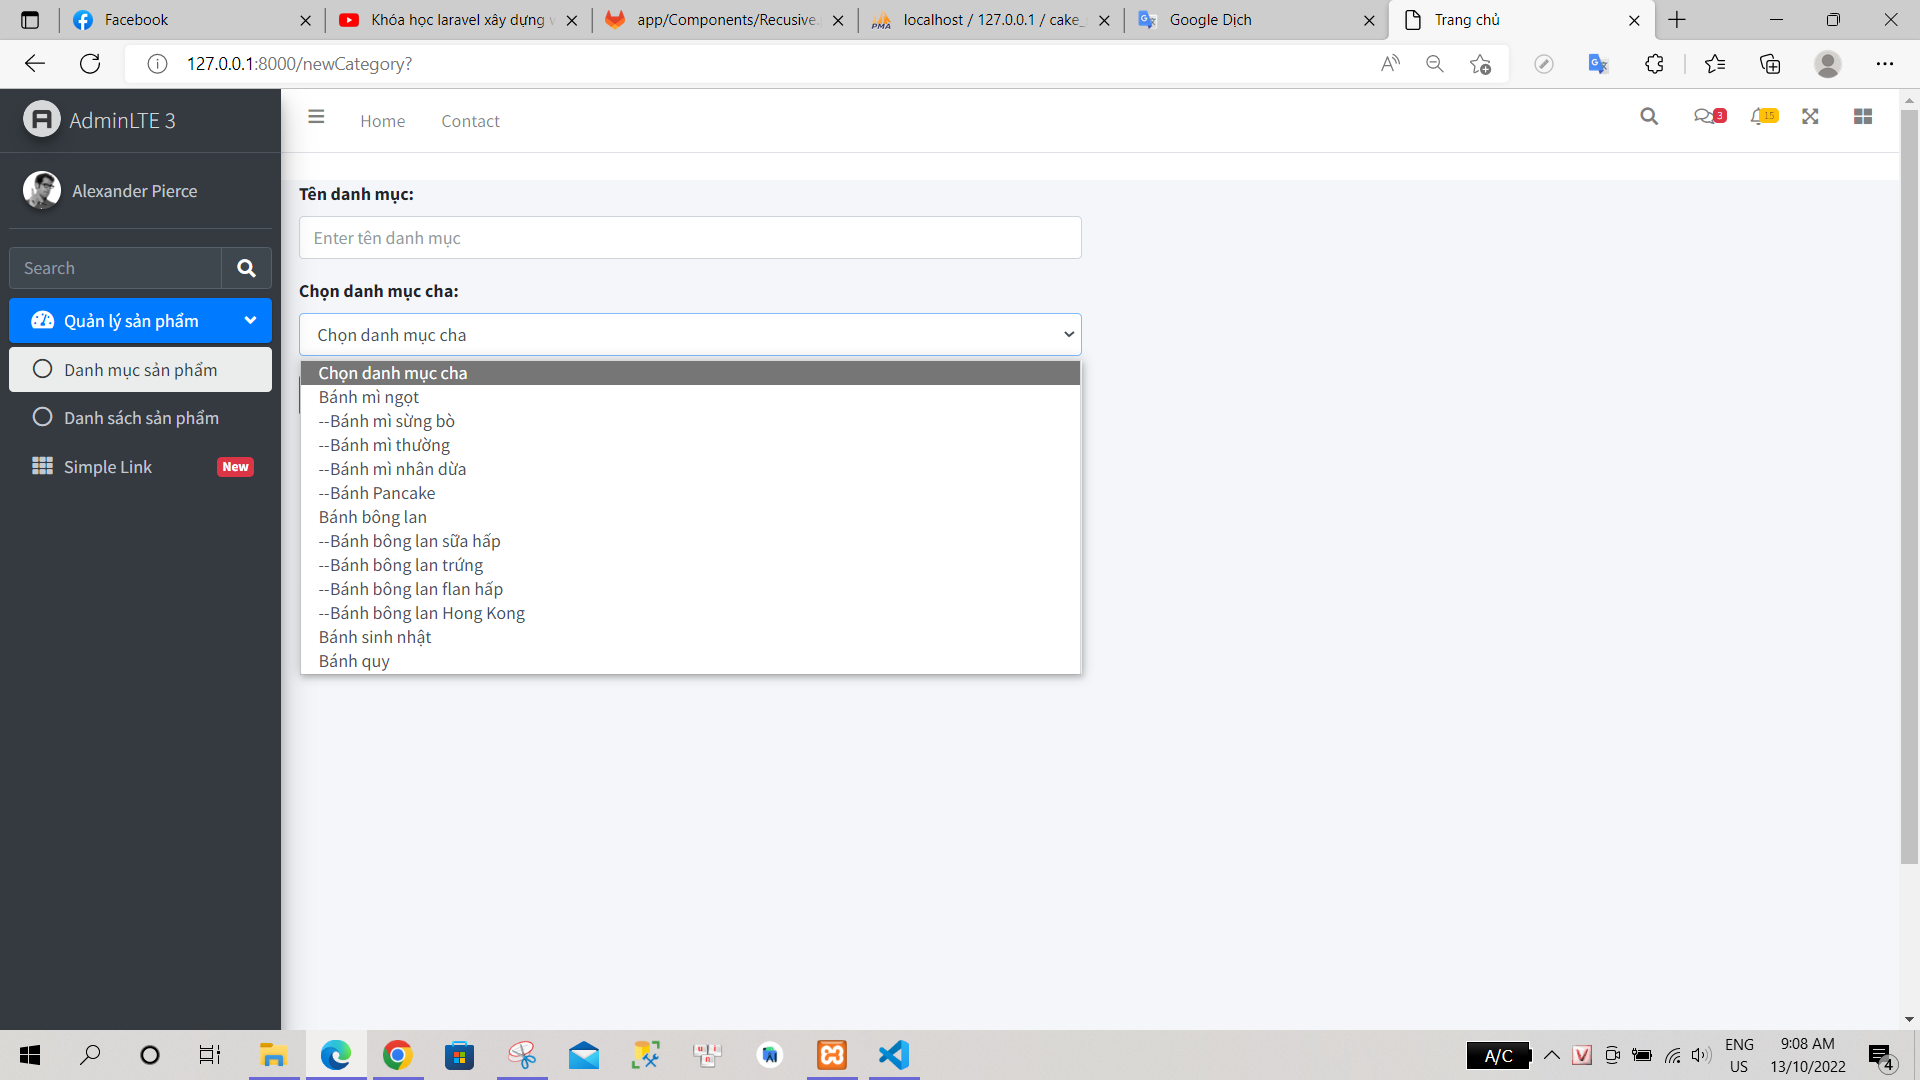 Facebook
Khóa học laravel xây dựng
app/Components/Recusive.
localhost / 127.0.0.1 / cake_
Google Dịch
Trang chủ
127.0.0.1:8000/newCategory?
AdminLTE 3
Home
Contact
3
15
Alexander Pierce
Search
Quản lý sản phẩm
Danh mục sản phẩm
Danh sách sản phẩm
Simple Link
New
Tên danh mục:
Enter tên danh mục
Chọn danh mục cha:
Chọn danh mục cha
Chọn danh mục cha
Bánh mì ngọt
--Bánh mì sừng bò
--Bánh mì thường
--Bánh mì nhân dừa
--Bánh Pancake
Bánh bông lan
--Bánh bông lan sữa hấp
--Bánh bông lan trứng
--Bánh bông lan flan hấp
--Bánh bông lan Hong Kong
Bánh sinh nhật
Bánh quy
A/C
ENG
US
9:08 AM
13/10/2022
4